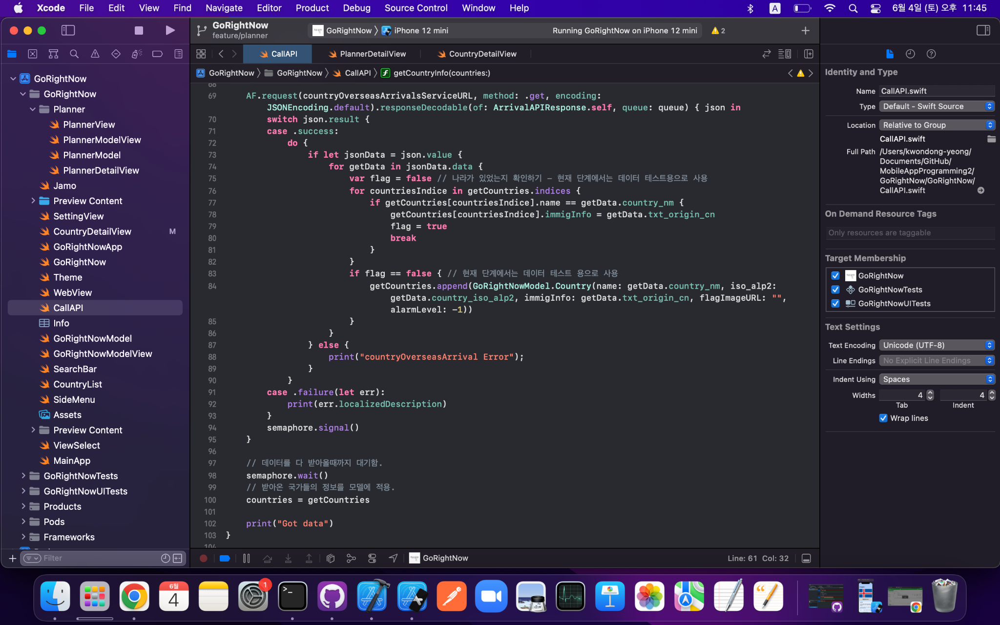 Xcode File Edit View Find Navigate Editor Product Debug Source Control Window Help
A
6월 4일 (토) 오후 11:45
GoRightNow
feature/planner
GoRightNow
iPhone 12 mini
Running GoRightNow on iPhone 12 mini
2
CallAPI
PlannerDetailView
CountryDetailView
GoRightNow
GoRightNow
CallAPI
getCountryInfo(countries:)
GoRightNow
GoRightNow
Planner
PlannerView
PlannerModelView
PlannerModel
PlannerDetailView
Jamo
Preview Content
SettingView
CountryDetailView M
GoRightNowApp
GoRightNow
Theme
WebView
CallAPI
Info
GoRightNowModel
GoRightNowModelView
SearchBar
CountryList
SideMenu
Assets
Preview Content
ViewSelect
MainApp
GoRightNowTests
GoRightNowUITests
Products
Pods
Frameworks
Filter
68
69 AF.request(countryOverseasArrivalsServiceURL, method: .get, encoding:
JSONEncoding.default).responseDecodable(of: ArrivalAPIResponse.self, queue: queue) { json in
70 switch json.result {
71 case .success:
72 do {
73 if let jsonData = json.value {
74 for getData in jsonData.data {
75 var flag = false // 나라가 있었는지 확인하기 - 현재 단계에서는 데이터 테스트용으로 사용
76 for countriesIndice in getCountries.indices {
77 if getCountries[countriesIndice].name == getData.country_nm {
78 getCountries[countriesIndice].immigInfo = getData.txt_origin_cn
79 flag = true
80 break
81 }
82 }
83 if flag == false { // 현재 단계에서는 데이터 테스트 용으로 사용
84 getCountries.append(GoRightNowModel.Country(name: getData.country_nm, iso_alp2:
getData.country_iso_alp2, immigInfo: getData.txt_origin_cn, flagImageURL: "",
alarmLevel: -1))
85 }
86 }
87 } else {
88 print("countryOverseasArrival Error");
89 }
90 }
91 case .failure(let err):
92 print(err.localizedDescription)
93 }
94 semaphore.signal()
95 }
96
97 // 데이터를 다 받아올때까지 대기함.
98 semaphore.wait()
99 // 받아온 국가들의 정보를 모델에 적용.
100 countries = getCountries
101
102 print("Got data")
103 }
104
GoRightNow
Line: 61 Col: 32
Identity and Type
Name CallAPI.swift
Type Default - Swift Source
Location Relative to Group
CallAPI.swift
Full Path /Users/kwondong-yeong/
Documents/GitHub/
MobileAppProgramming2/
GoRightNow/GoRightNow/
CallAPI.swift
On Demand Resource Tags
Only resources are taggable
Target Membership
GoRightNow
GoRightNowTests
GoRightNowUITests
Text Settings
Text Encoding Unicode (UTF-8)
Line Endings No Explicit Line Endings
Indent Using Spaces
Widths 4 4
Tab Indent
Wrap lines
6월
4
1
>_